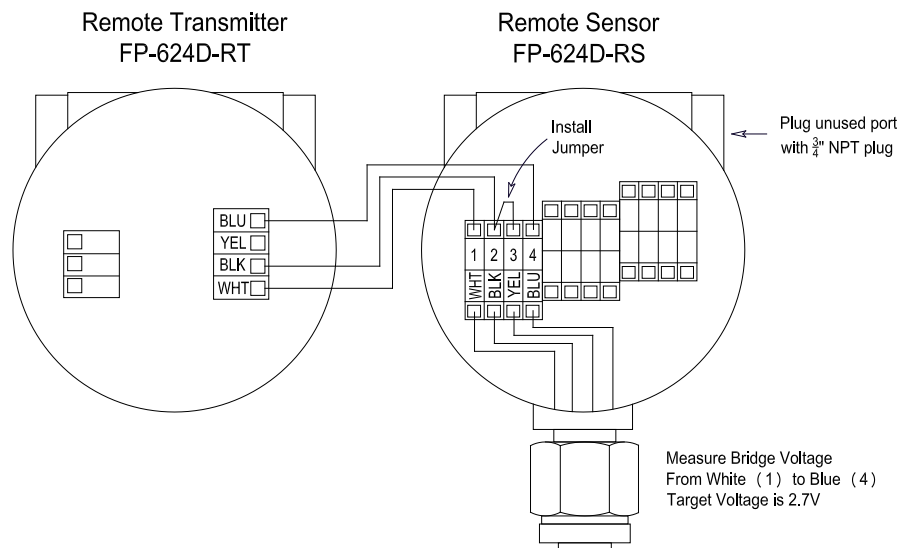 Remote Transmitter
FP-624D-RT
Remote Sensor
FP-624D-RS
Install
Jumper
Plug unused port
with 3/4" NPT plug
BLU
YEL
BLK
WHT
1 2 3 4
WHT BLK YEL BLU
Measure Bridge Voltage
From White (1) to Blue (4)
Target Voltage is 2.7V